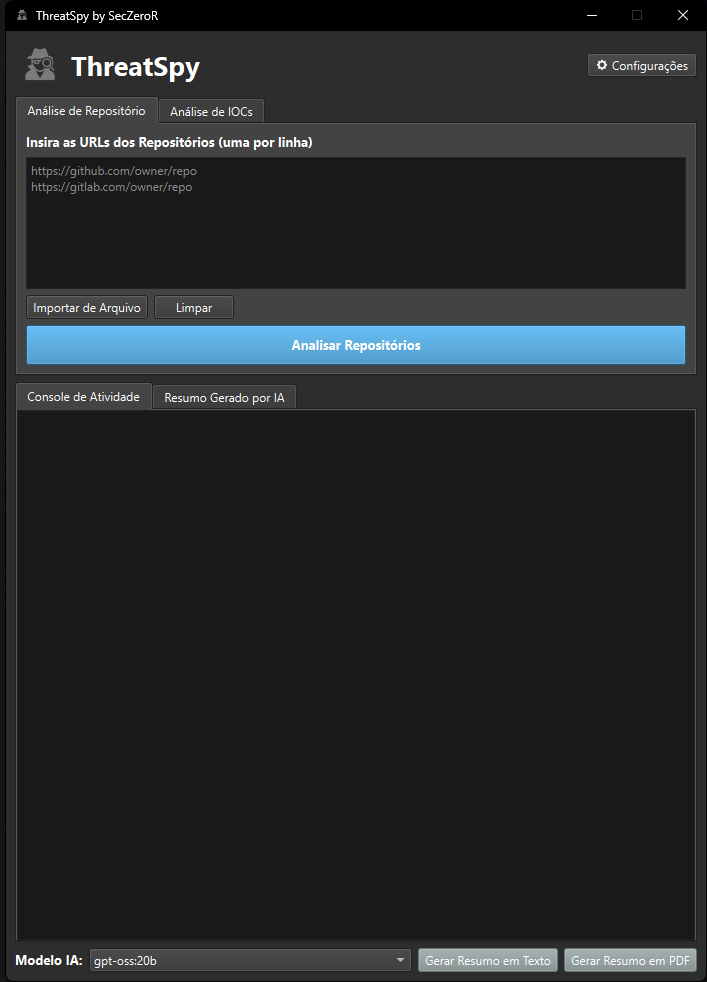 ThreatSpy by SecZeroR
ThreatSpy
Configurações
Análise de Repositório
Análise de IOCs
Insira as URLs dos Repositórios (uma por linha)
https://github.com/owner/repo
https://gitlab.com/owner/repo
Importar de Arquivo
Limpar
Analisar Repositórios
Console de Atividade
Resumo Gerado por IA
Modelo IA:
gpt-oss:20b
Gerar Resumo em Texto
Gerar Resumo em PDF